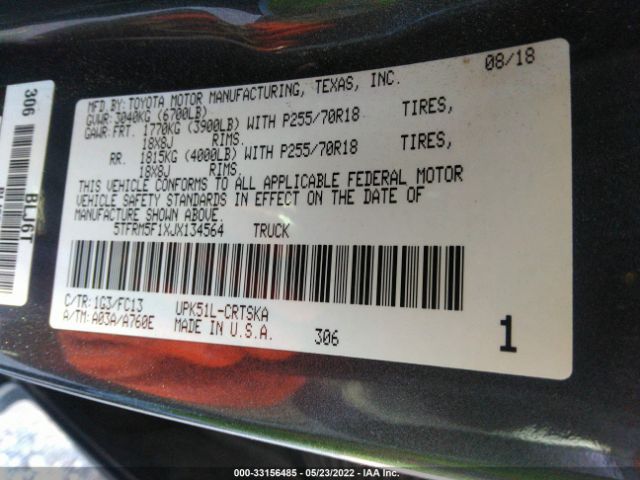 08/18
MFD. BY: TOYOTA MOTOR MANUFACTURING, TEXAS, INC.
GVWR: 3040KG (6700LB)
GAWR: FRT. 1770KG (3900LB) WITH P255/70R18 TIRES,
18X8J RIMS.
RR. 1815KG (4000LB) WITH P255/70R18 TIRES,
18X8J RIMS.
THIS VEHICLE CONFORMS TO ALL APPLICABLE FEDERAL MOTOR
VEHICLE SAFETY STANDARDS IN EFFECT ON THE DATE OF
MANUFACTURE SHOWN ABOVE.
5TFRM5F1XJX134564 TRUCK
C/TR: 1G3/FC13 UPK51L-CRTSKA
A/TM: A03A/A760E MADE IN U.S.A. 306 1
306 BLJ6T
000-33156485 - 05/23/2022 - IAA Inc.